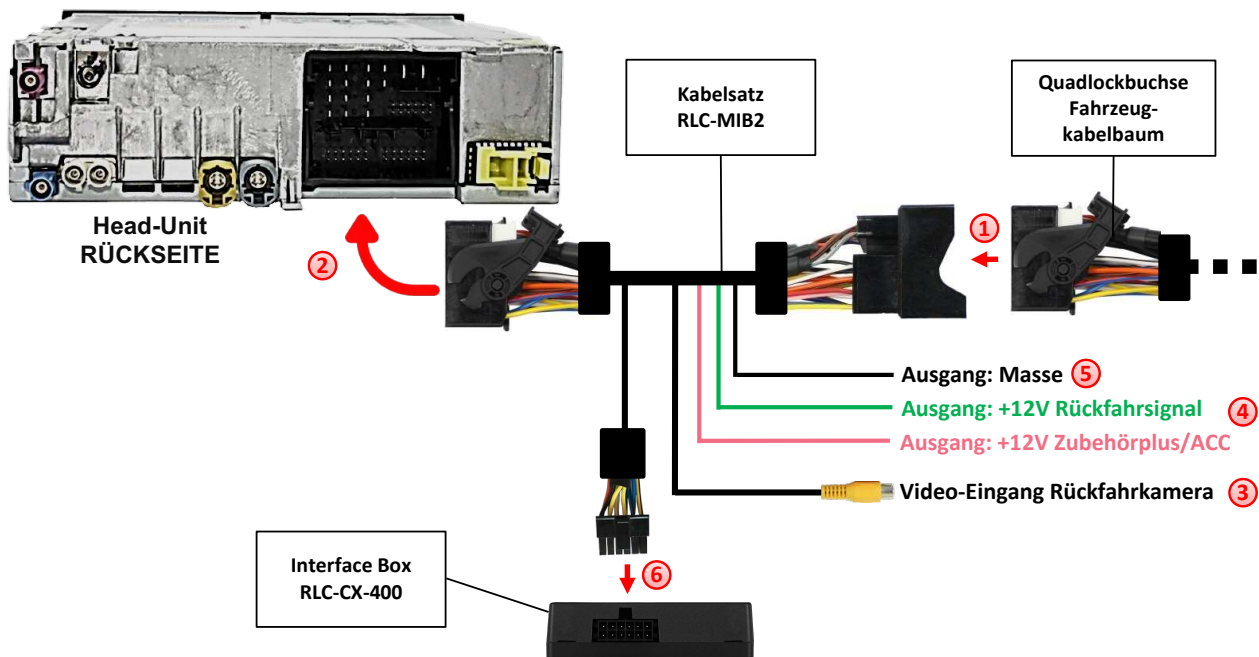 Kabelsatz
RLC-MIB2
Quadlockbuchse
Fahrzeug-
kabelbaum
Head-Unit
RÜCKSEITE
2
1
Ausgang: Masse 5
Ausgang: +12V Rückfahrsignal 4
Ausgang: +12V Zubehörplus/ACC
Video-Eingang Rückfahrkamera 3
Interface Box
RLC-CX-400
6